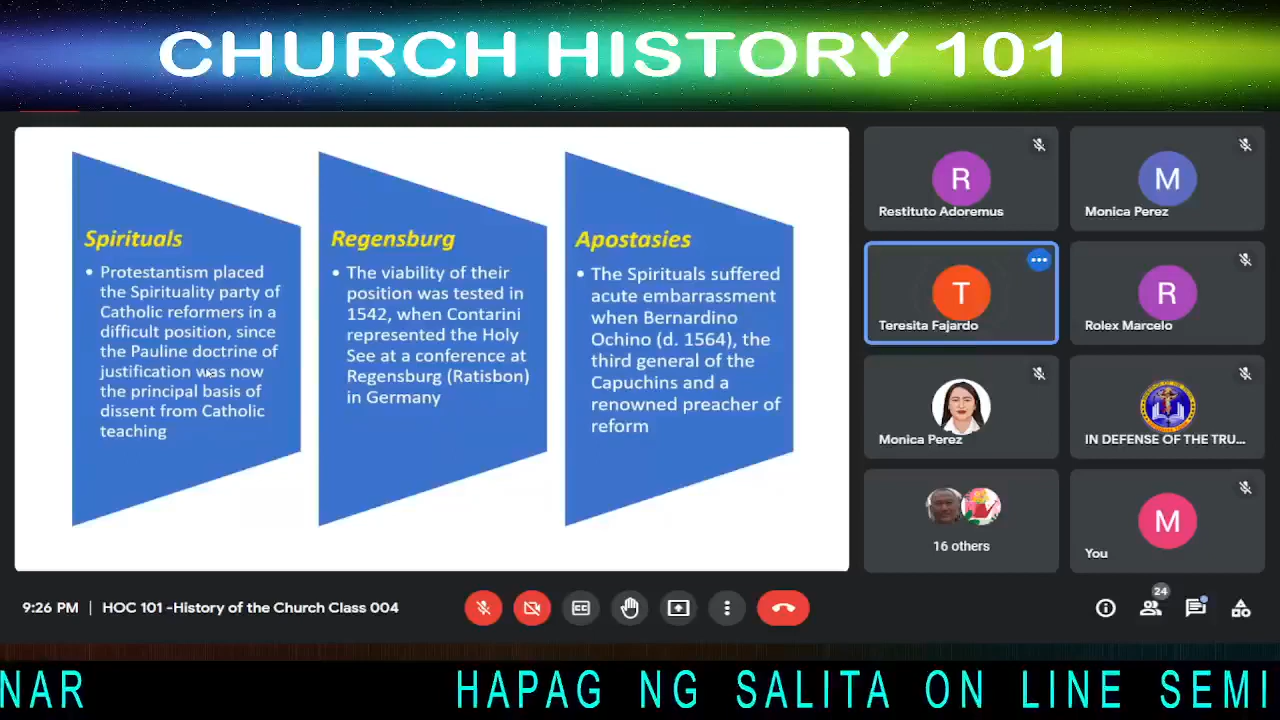 CHURCH HISTORY 101
Spirituals
• Protestantism placed
the Spirituality party of
Catholic reformers in a
difficult position, since
the Pauline doctrine of
justification was now
the principal basis of
dissent from Catholic
teaching
Regensburg
• The viability of their
position was tested in
1542, when Contarini
represented the Holy
See at a conference at
Regensburg (Ratisbon)
in Germany
Apostasies
• The Spirituals suffered
acute embarrassment
when Bernardino
Ochino (d. 1564), the
third general of the
Capuchins and a
renowned preacher of
reform
R
Restituto Adoremus
M
Monica Perez
T
Teresita Fajardo
R
Rolex Marcelo
Monica Perez
IN DEFENSE OF THE TRU...
16 others
M
You
9:26 PM | HOC 101 -History of the Church Class 004
CC
24
NAR HAPAG NG SALITA ON LINE SEMI